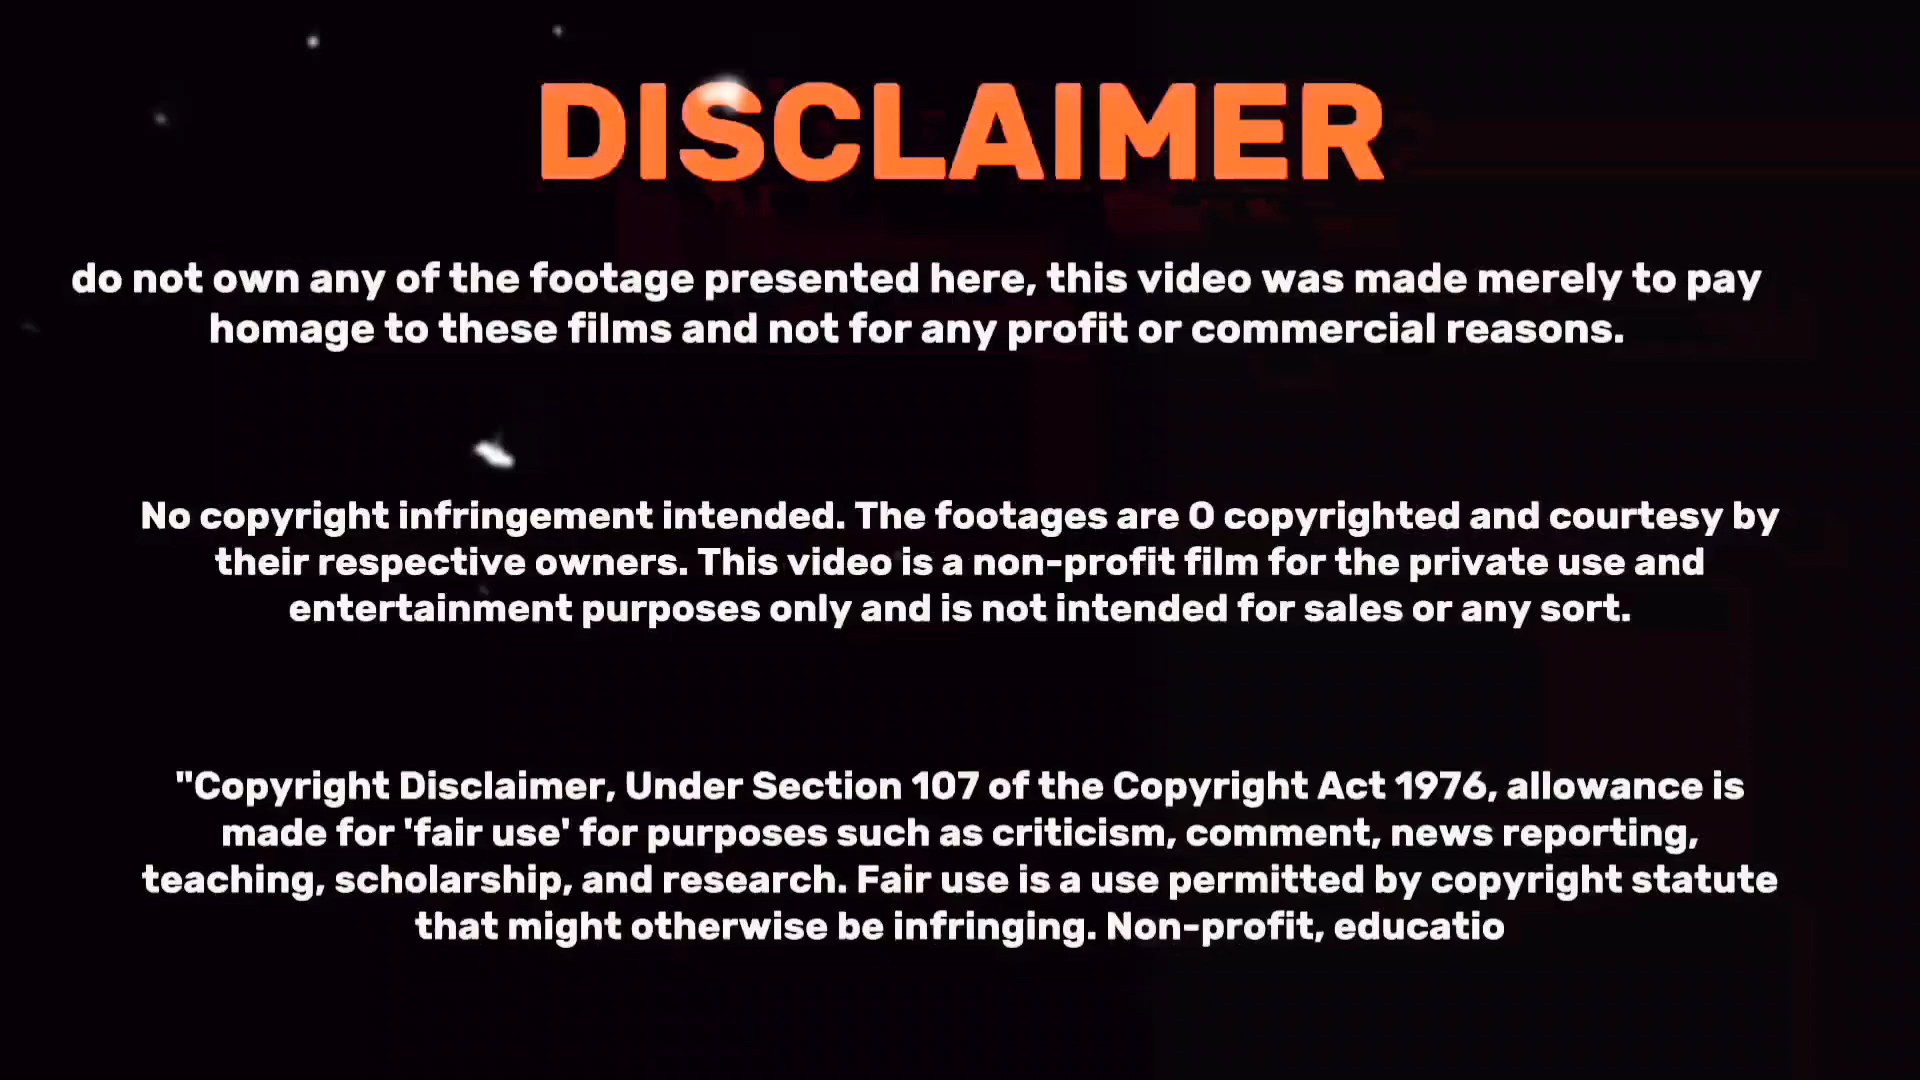 DISCLAIMER
do not own any of the footage presented here, this video was made merely to pay
homage to these films and not for any profit or commercial reasons.
No copyright infringement intended. The footages are O copyrighted and courtesy by
their respective owners. This video is a non-profit film for the private use and
entertainment purposes only and is not intended for sales or any sort.
"Copyright Disclaimer, Under Section 107 of the Copyright Act 1976, allowance is
made for 'fair use' for purposes such as criticism, comment, news reporting,
teaching, scholarship, and research. Fair use is a use permitted by copyright statute
that might otherwise be infringing. Non-profit, educatio